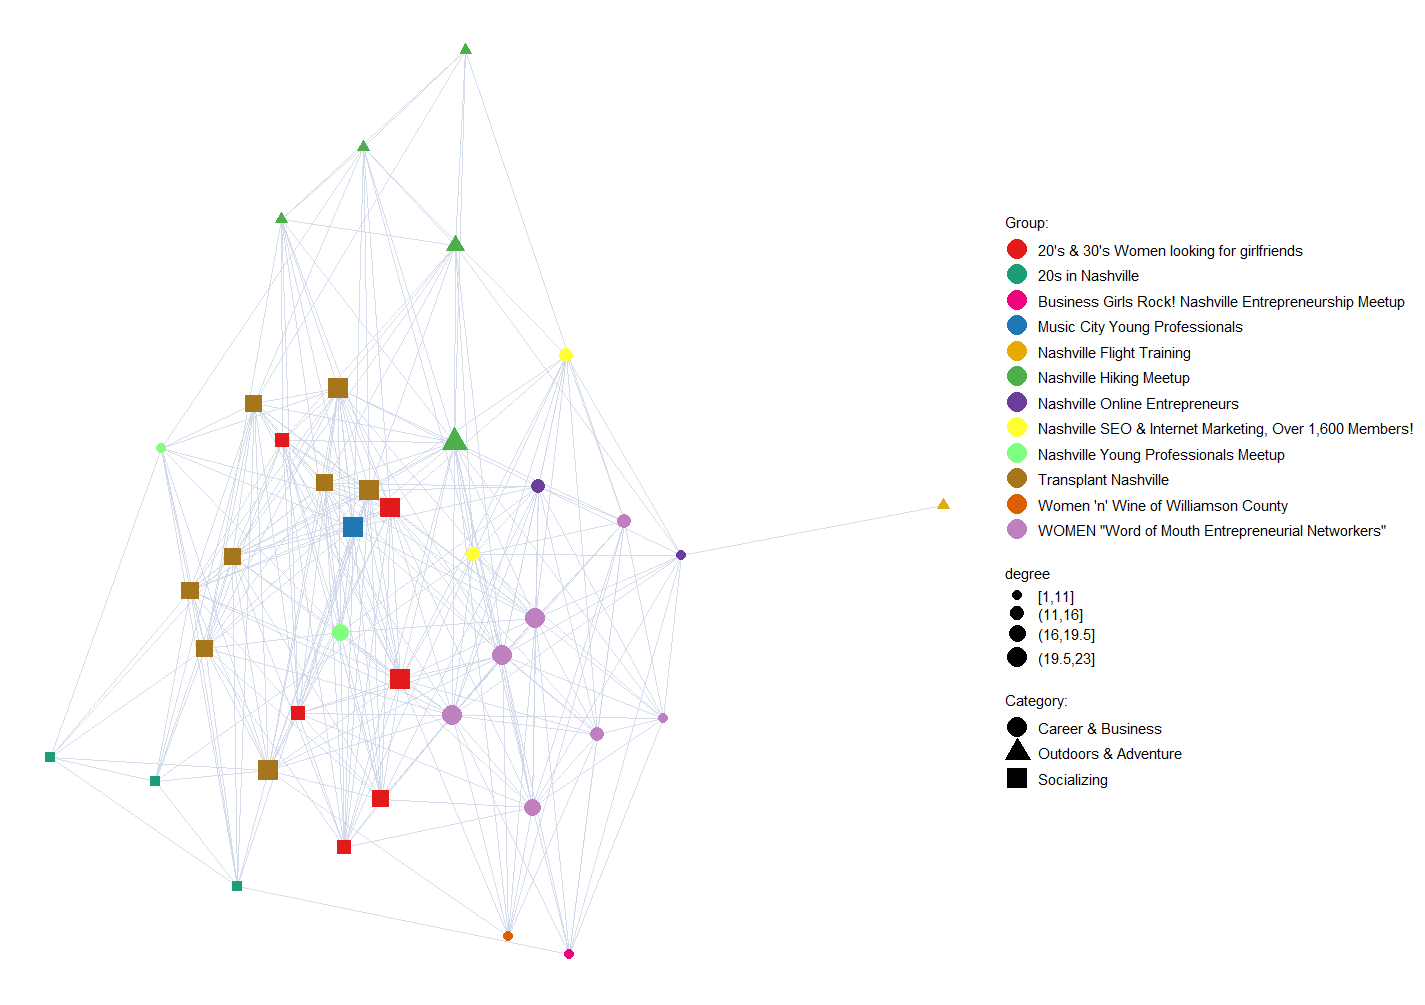 Group:
20's & 30's Women looking for girlfriends
20s in Nashville
Business Girls Rock! Nashville Entrepreneurship Meetup
Music City Young Professionals
Nashville Flight Training
Nashville Hiking Meetup
Nashville Online Entrepreneurs
Nashville SEO & Internet Marketing, Over 1,600 Members!
Nashville Young Professionals Meetup
Transplant Nashville
Women 'n' Wine of Williamson County
WOMEN "Word of Mouth Entrepreneurial Networkers"
degree
[1,11]
(11,16]
(16,19.5]
(19.5,23]
Category:
Career & Business
Outdoors & Adventure
Socializing